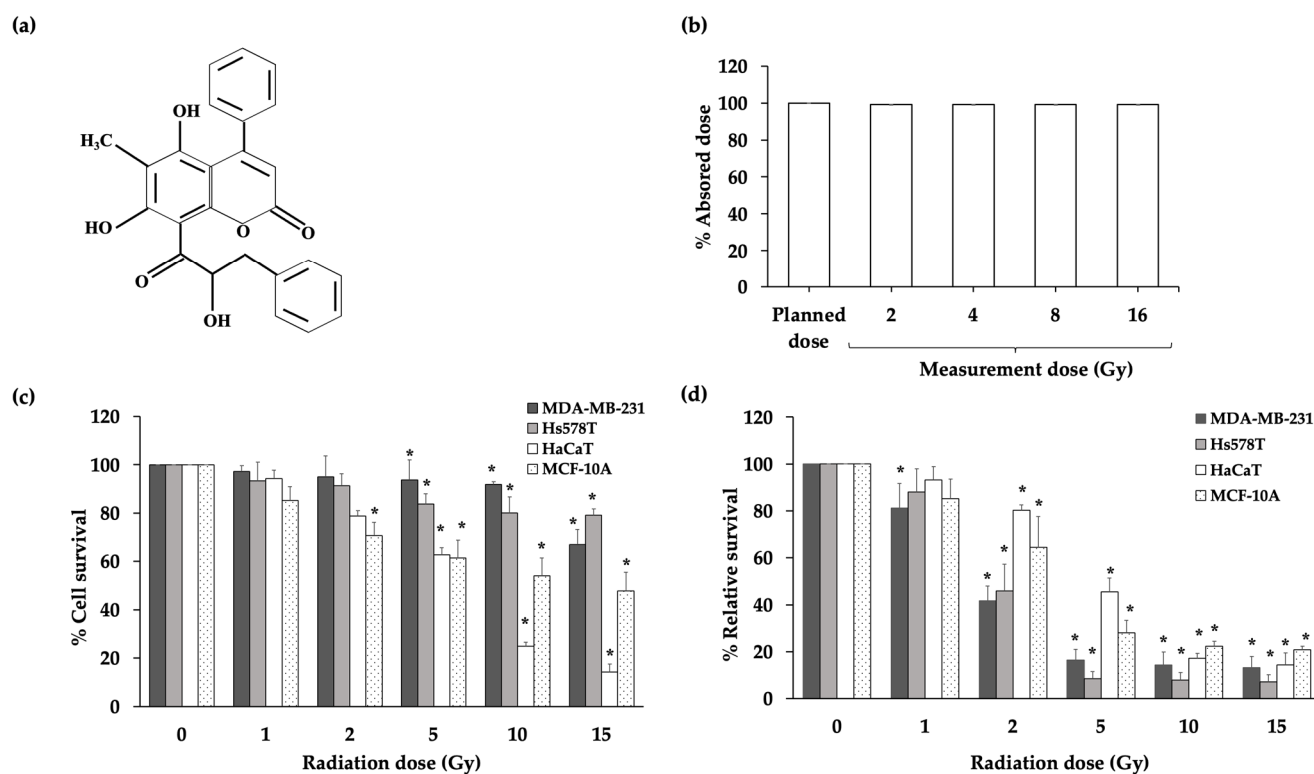 (a)
OH
H₃C
HO
O
O
O
OH
(b)
120
100
80
60
40
20
0
% Absored dose
Planned dose
2
4
8
16
Measurement dose (Gy)
(c)
120
100
80
60
40
20
0
% Cell survival
MDA-MB-231
Hs578T
HaCaT
MCF-10A
* * * * * * * * * * * * *
0
1
2
5
10
15
Radiation dose (Gy)
(d)
120
100
80
60
40
20
0
% Relative survival
MDA-MB-231
Hs578T
HaCaT
MCF-10A
* * * * * * * * * * * * * * * * *
0
1
2
5
10
15
Radiation dose (Gy)